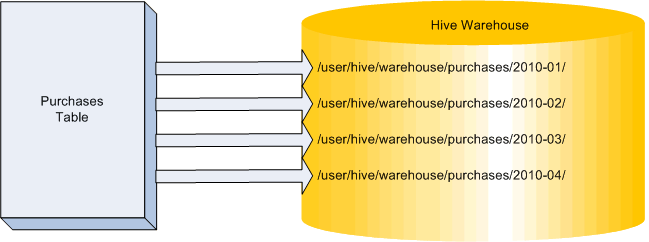 Hive Warehouse
/user/hive/warehouse/purchases/2010-01/
Purchases
Table
/user/hive/warehouse/purchases/2010-02/
/user/hive/warehouse/purchases/2010-03/
/user/hive/warehouse/purchases/2010-04/